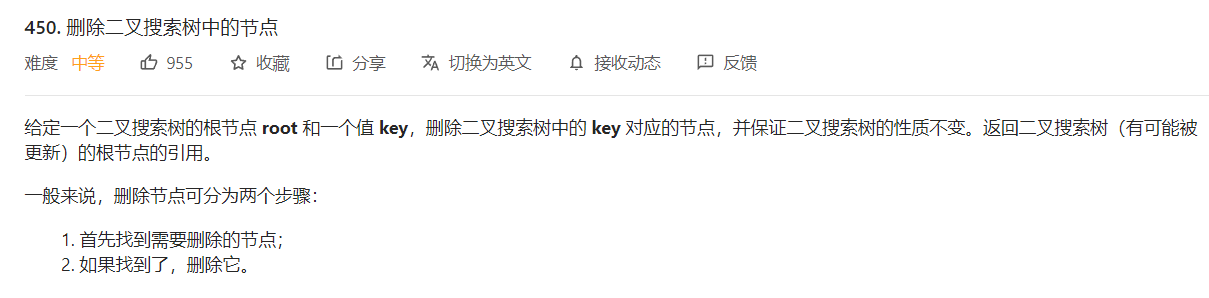 450. 删除二叉搜索树中的节点
难度 中等 955 收藏 分享 切换为英文 接收动态 反馈
给定一个二叉搜索树的根节点 root 和一个值 key，删除二叉搜索树中的 key 对应的节点，并保证二叉搜索树的性质不变。返回二叉搜索树（有可能被
更新）的根节点的引用。
一般来说，删除节点可分为两个步骤：
1. 首先找到需要删除的节点；
2. 如果找到了，删除它。